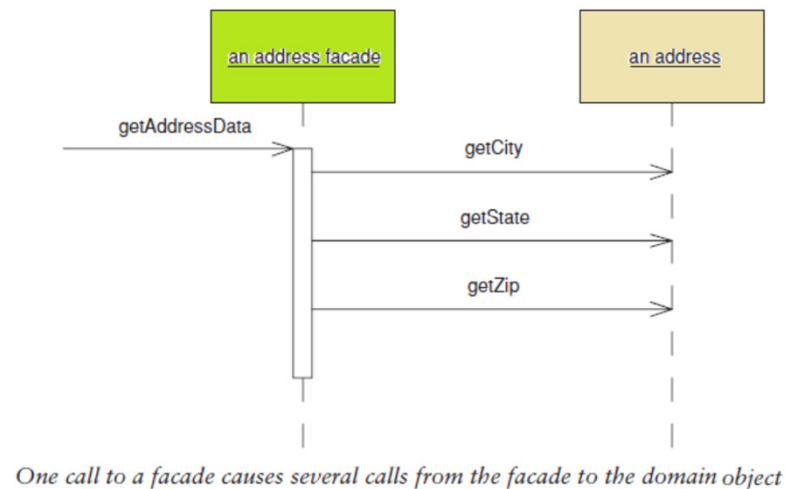 an address facade
an address
getAddressData
getCity
getState
getZip
One call to a facade causes several calls from the facade to the domain object